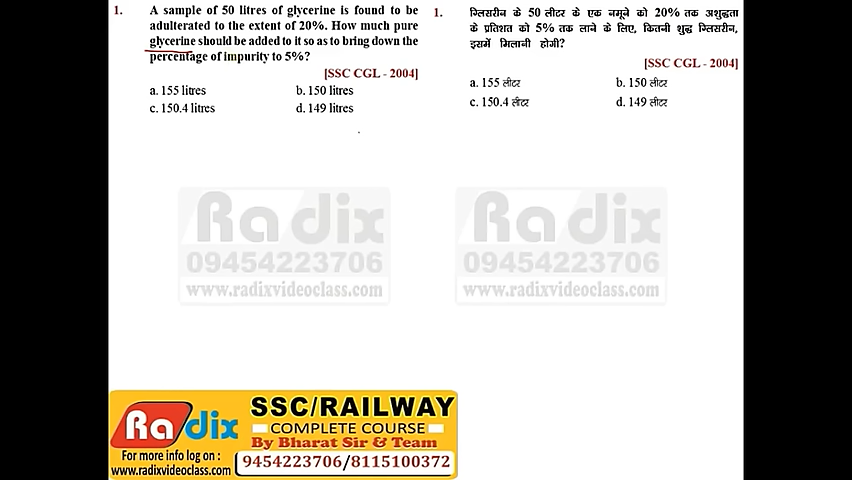 1. A sample of 50 litres of glycerine is found to be
adulterated to the extent of 20%. How much pure
glycerine should be added to it so as to bring down the
percentage of impurity to 5%?
[SSC CGL - 2004]
a. 155 litres b. 150 litres
c. 150.4 litres d. 149 litres
1. ग्लिसरीन के 50 लीटर के एक नमूने को 20% तक अशुद्धता
के प्रतिशत को 5% तक लाने के लिए, कितनी शुद्ध ग्लिसरीन,
इसमें मिलानी होगी?
[SSC CGL - 2004]
a. 155 लीटर b. 150 लीटर
c. 150.4 लीटर d. 149 लीटर
Radix
09454223706
www.radixvideoclass.com
Radix
09454223706
www.radixvideoclass.com
Radix
For more info log on :
www.radixvideoclass.com
SSC/RAILWAY
COMPLETE COURSE
By Bharat Sir & Team
9454223706/8115100372